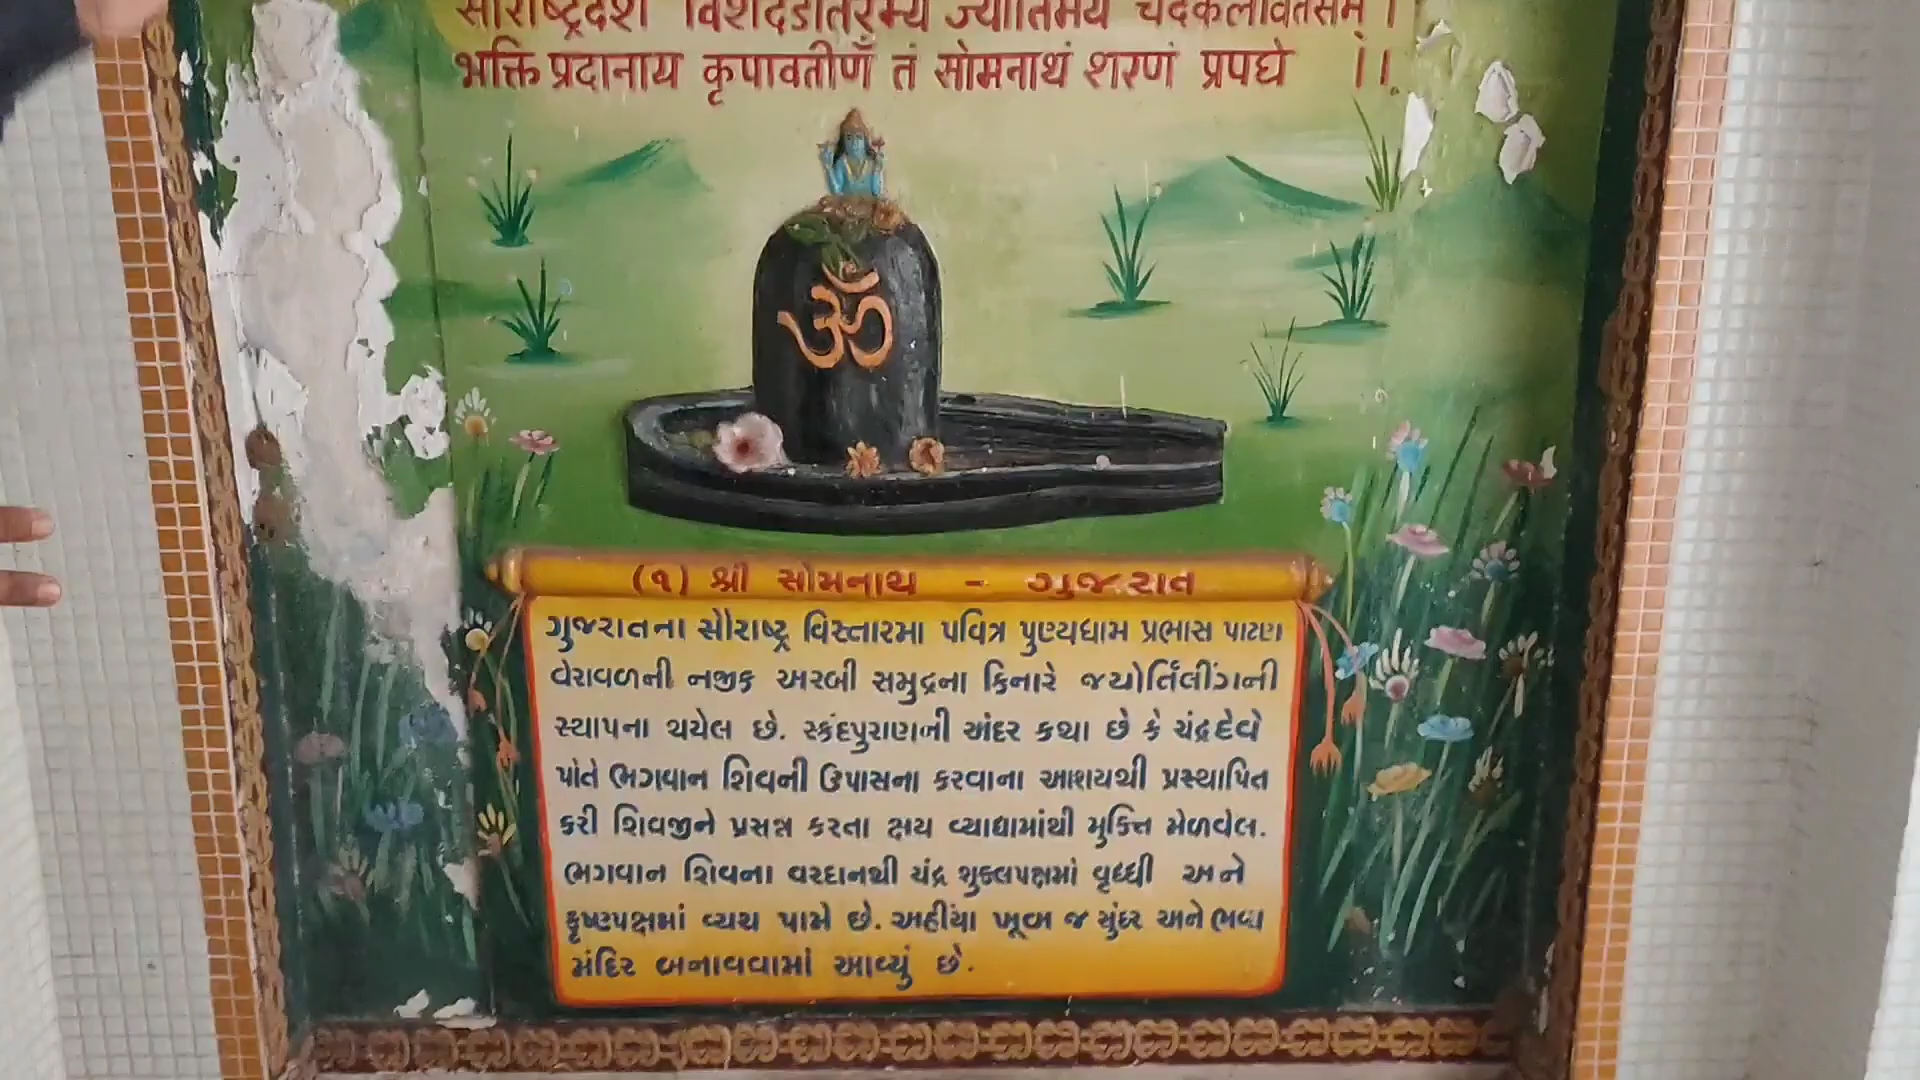 सौराष्ट्रदेशे विशदेऽतिरम्ये ज्योतिर्मयं चंद्रकलावतंसम् ।
भक्ति प्रदानाय कृपावतीर्णं तं सोमनाथं शरणं प्रपद्ये ।।
ॐ
(૧) શ્રી સોમનાથ - ગુજરાત
ગુજરાતના સૌરાષ્ટ્ર વિસ્તારમા પવિત્ર પુણ્યધામ પ્રભાસ પાટણ
વેરાવળની નજીક અરબી સમુદ્રના કિનારે જ્યોર્તિંલીંગની
સ્થાપના થયેલ છે. સ્કંદપુરાણની અંદર કથા છે કે ચંદ્રદેવે
પોતે ભગવાન શિવની ઉપાસના કરવાના આશયથી પ્રસ્થાપિત
કરી શિવજીને પ્રસન્ન કરતા ક્ષય વ્યાધામાંથી મુક્તિ મેળવેલ.
ભગવાન શિવના વરદાનથી ચંદ્ર શુક્લપક્ષમાં વૃધ્ધી અને
કૃષ્ણપક્ષમાં વ્યય પામે છે. અહીંયા ખૂબ જ સુંદર અને ભવ્ય
મંદિર બનાવવામાં આવ્યું છે.